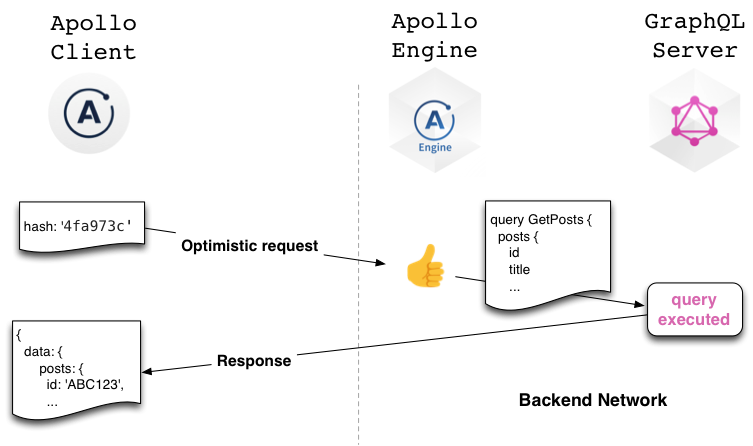 Apollo
Client
Apollo
Engine
GraphQL
Server
A
A
Engine
hash: '4fa973c'
Optimistic request
query GetPosts {
posts {
id
title
...
query
executed
{
data: {
posts: {
id: 'ABC123',
...
Response
Backend Network